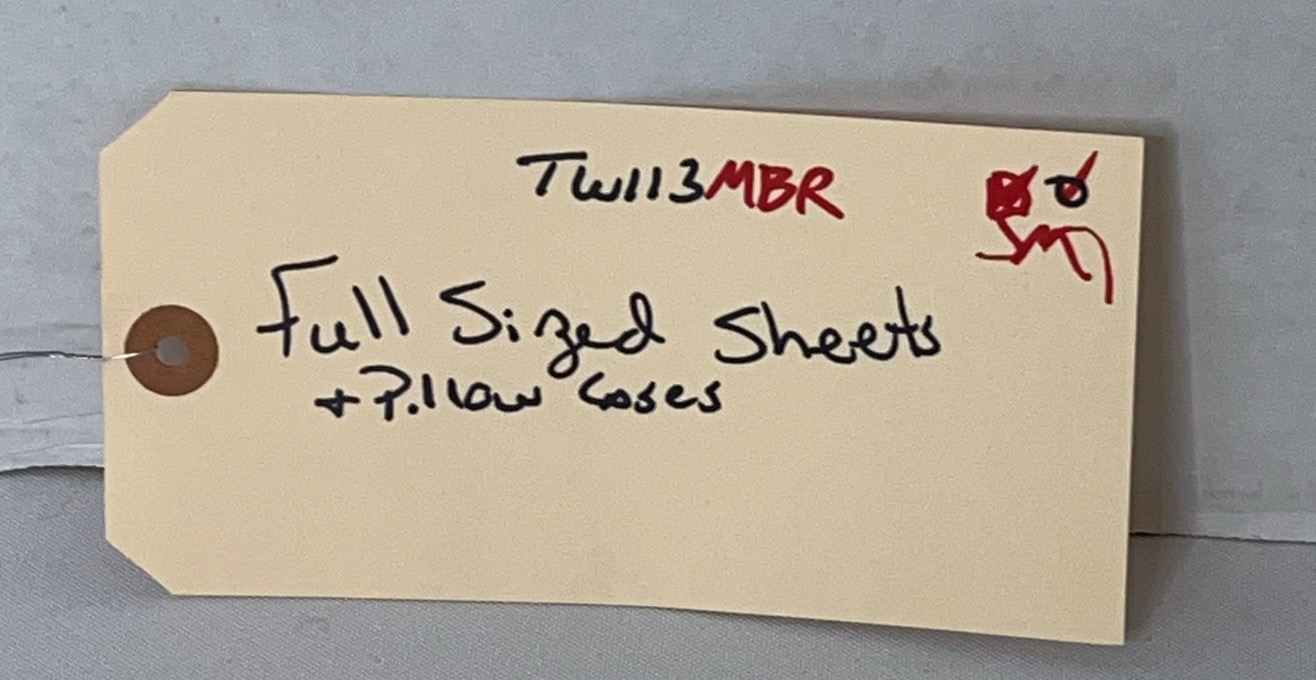 TW113MBR
Full Sized Sheets
+ Pillow Cases